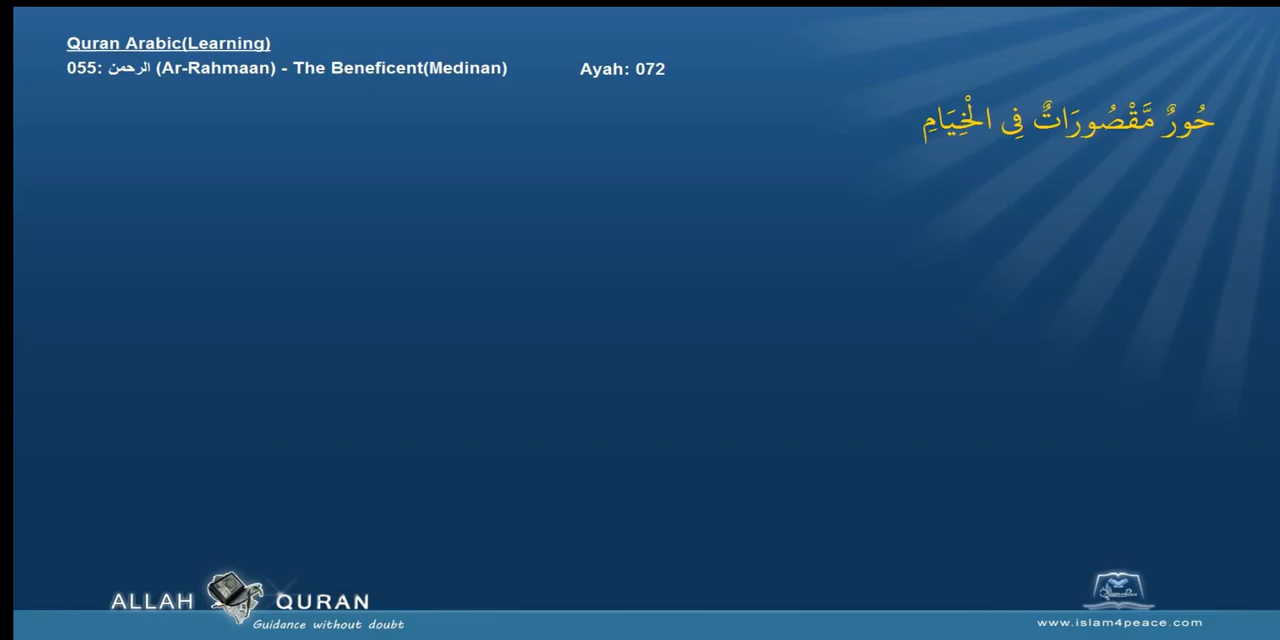 Quran Arabic(Learning)
055: الرحمن (Ar-Rahmaan) - The Beneficent(Medinan) Ayah: 072
حُورٌ مَّقْصُورَاتٌ فِى الْخِيَامِ
ALLAH QURAN
Guidance without doubt
www.islam4peace.com